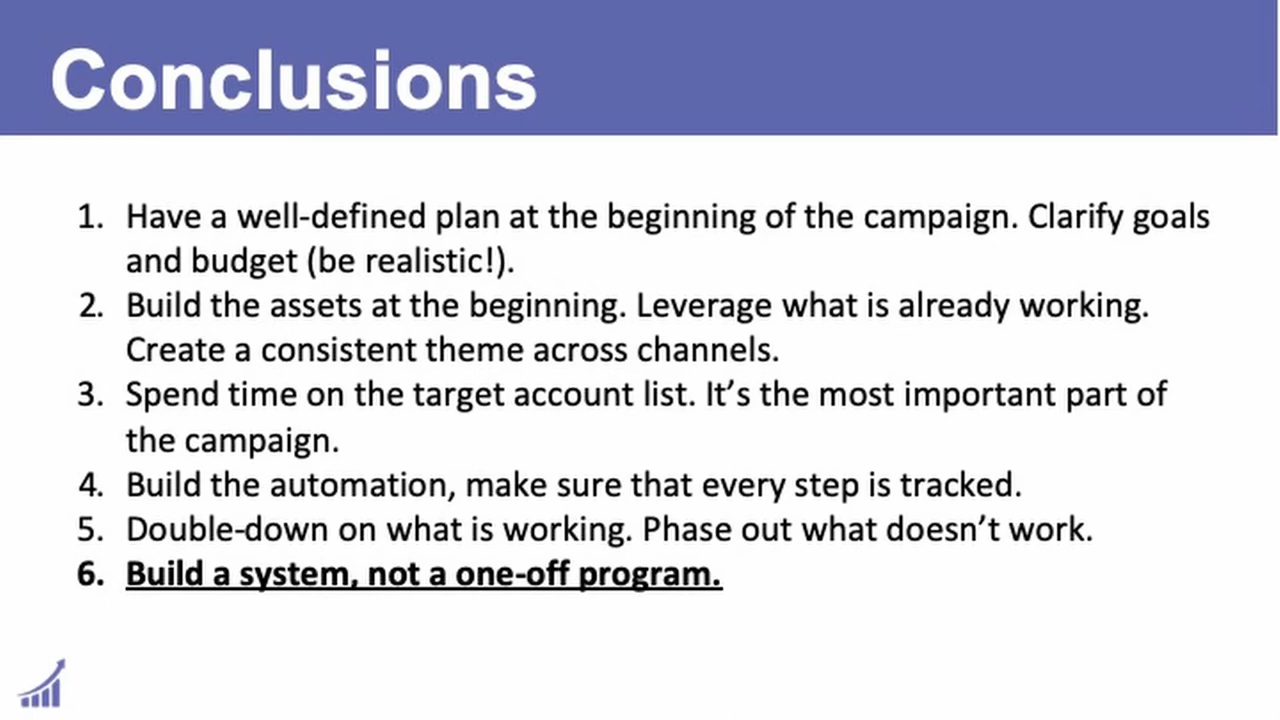 Conclusions
1. Have a well-defined plan at the beginning of the campaign. Clarify goals
and budget (be realistic!).
2. Build the assets at the beginning. Leverage what is already working.
Create a consistent theme across channels.
3. Spend time on the target account list. It’s the most important part of
the campaign.
4. Build the automation, make sure that every step is tracked.
5. Double-down on what is working. Phase out what doesn’t work.
6. Build a system, not a one-off program.